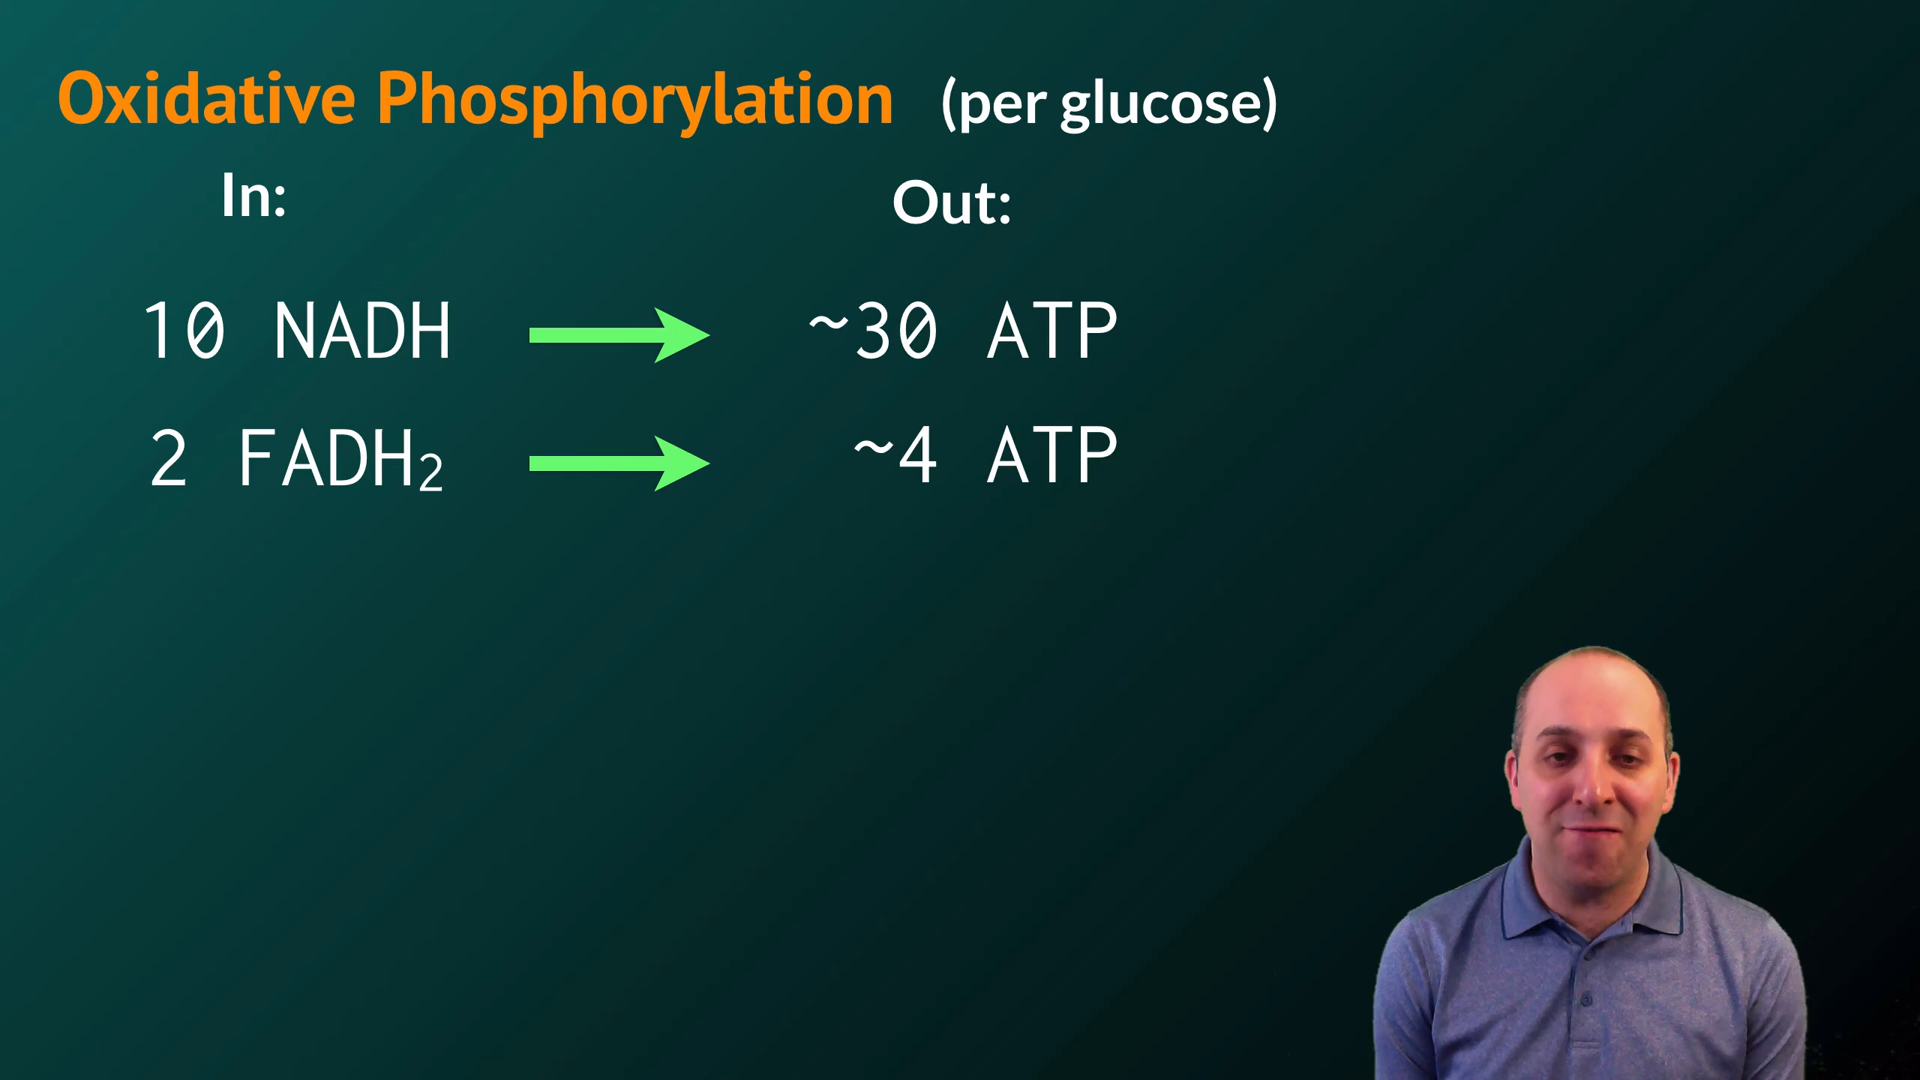 Oxidative Phosphorylation (per glucose)
In: Out:
10 NADH ~30 ATP
2 FADH₂ ~4 ATP